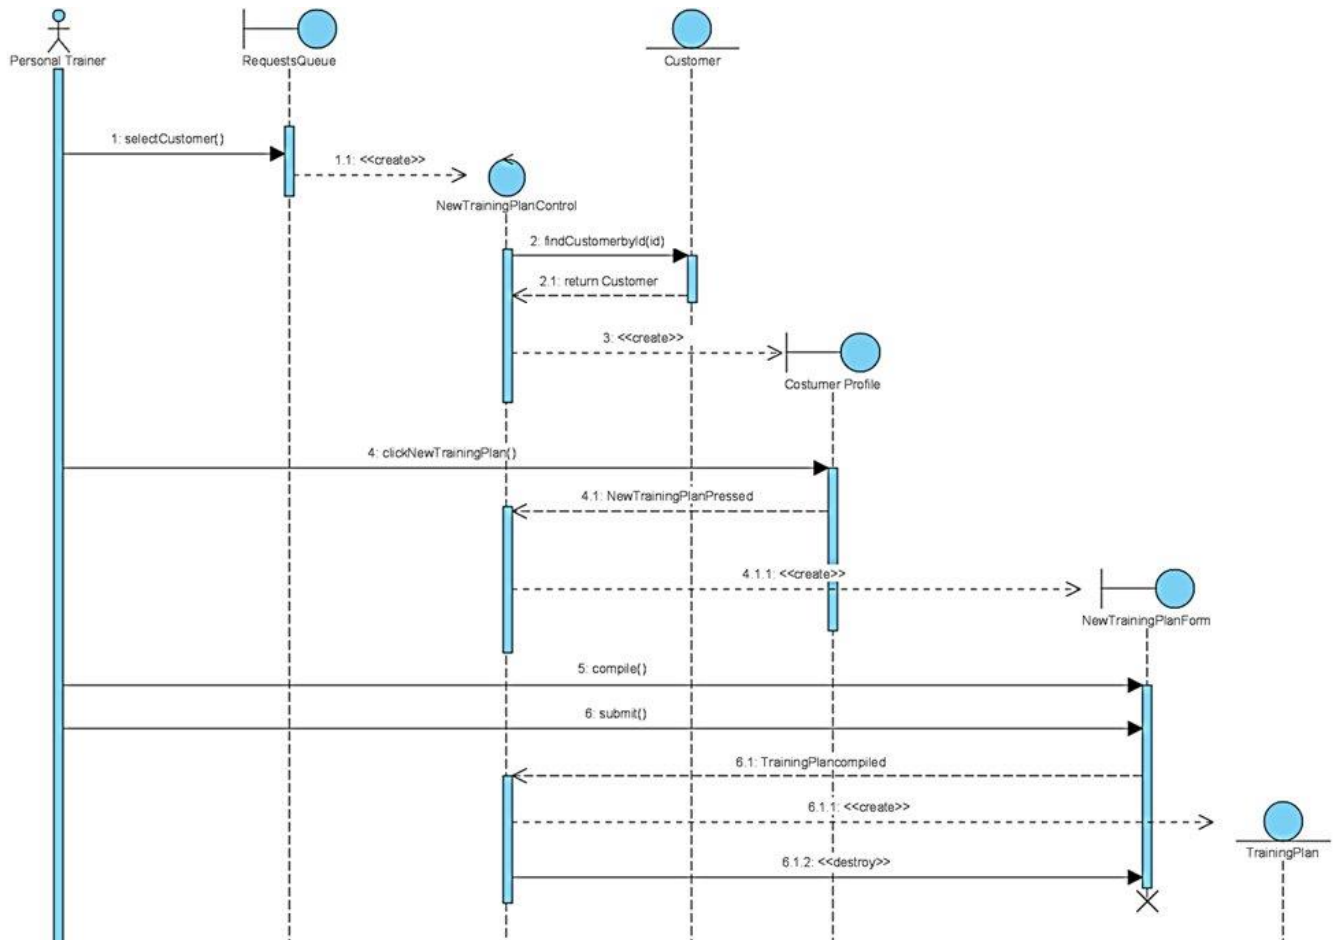 Personal Trainer
RequestsQueue
Customer
1: selectCustomer()
1.1: <<create>>
NewTrainingPlanControl
2: findCustomerbyId(id)
2.1: return Customer
3: <<create>>
Costumer Profile
4: clickNewTrainingPlan()
4.1: NewTrainingPlanPressed
4.1.1: <<create>>
NewTrainingPlanForm
5: compile()
6: submit()
6.1: TrainingPlancompiled
6.1.1: <<create>>
TrainingPlan
6.1.2: <<destroy>>